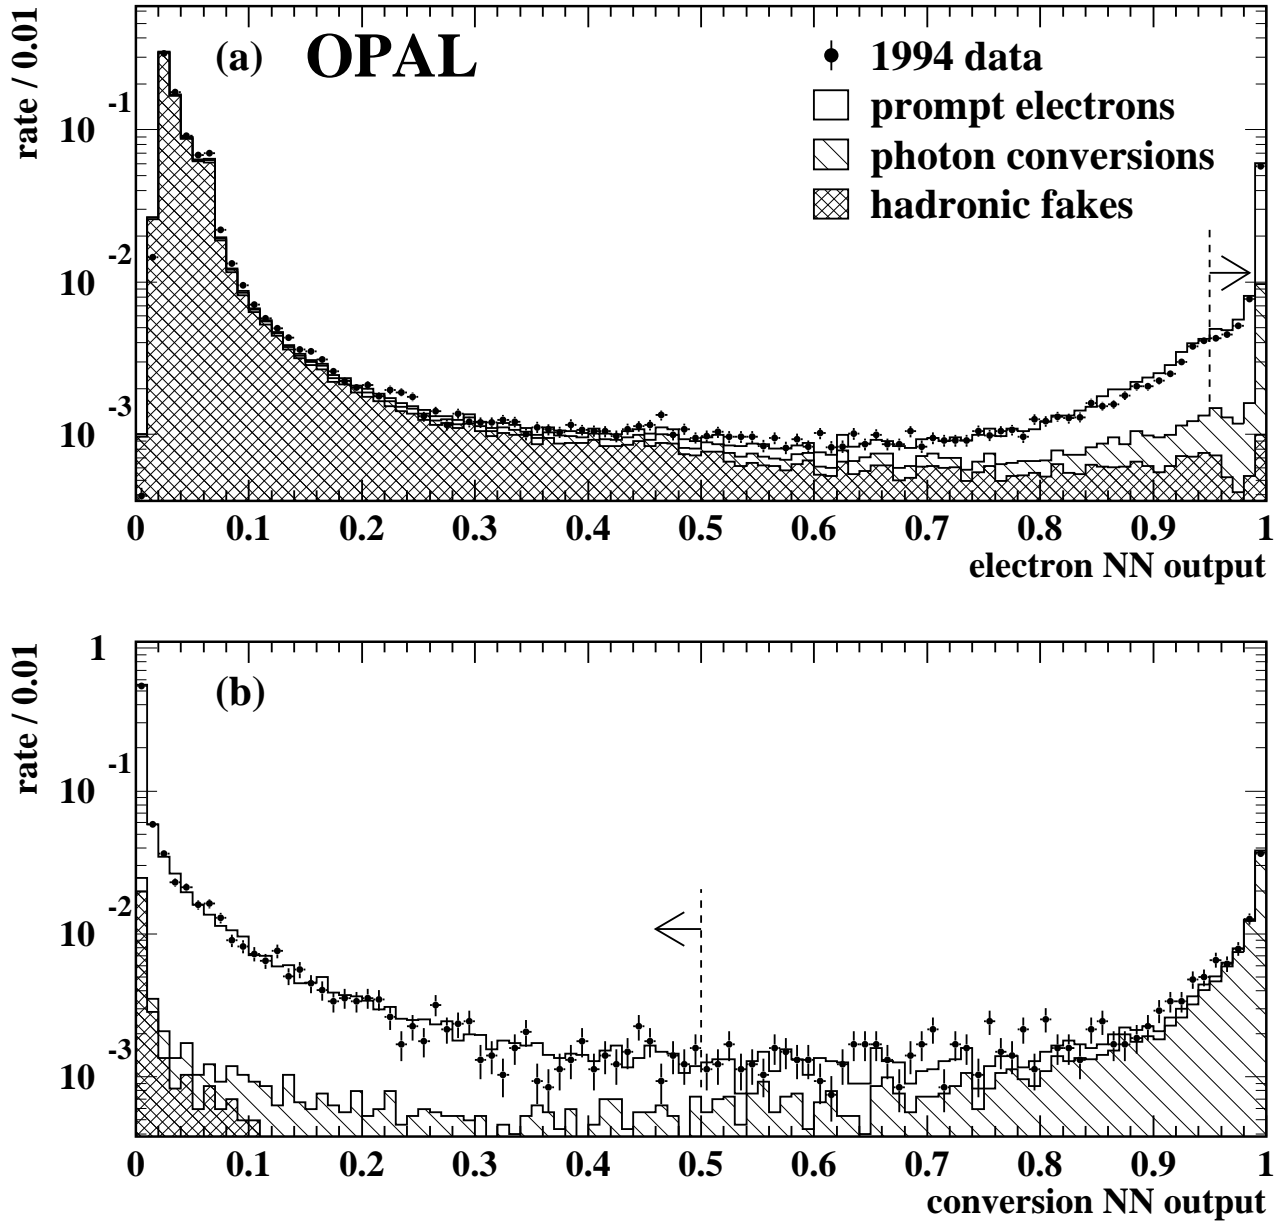 (a) OPAL
1994 data
prompt electrons
photon conversions
hadronic fakes
rate / 0.01
10 -1
10 -2
10 -3
0 0.1 0.2 0.3 0.4 0.5 0.6 0.7 0.8 0.9 1
electron NN output
(b)
rate / 0.01
1
10 -1
10 -2
10 -3
0 0.1 0.2 0.3 0.4 0.5 0.6 0.7 0.8 0.9 1
conversion NN output